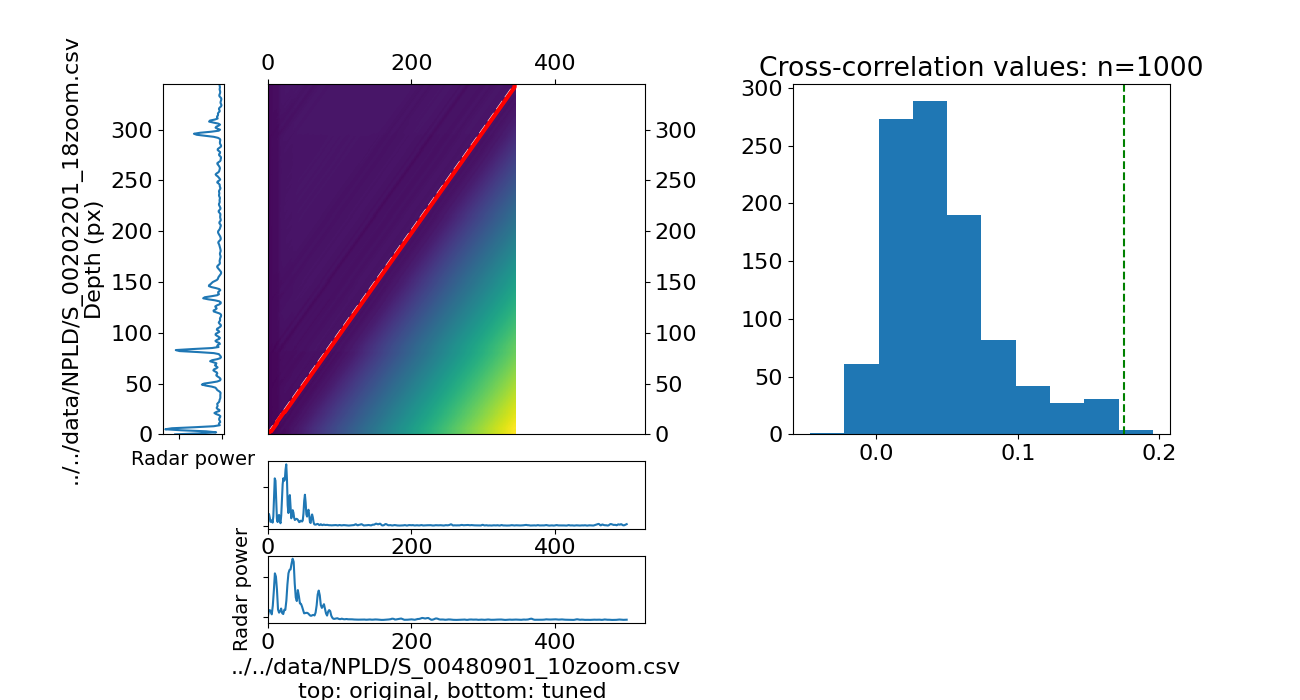 0 200 400
Cross-correlation values: n=1000
../../data/NPLD/S_00202201_18zoom.csv
Depth (px)
300
250
200
150
100
50
0
Radar power
300
250
200
150
100
50
0
300
250
200
150
100
50
0
0.0 0.1 0.2
0 200 400
Radar power
0 200 400
../../data/NPLD/S_00480901_10zoom.csv
top: original, bottom: tuned